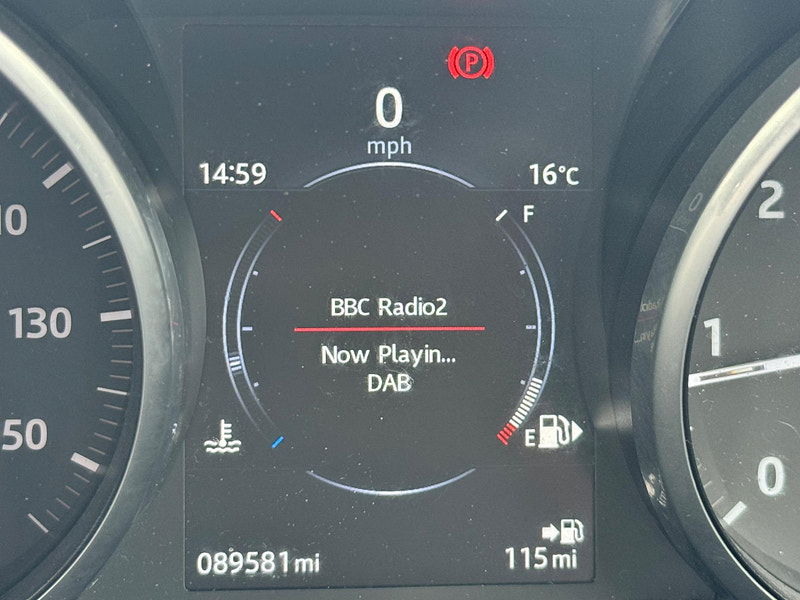 P
0
mph
14:59
16°C
F
BBC Radio2
Now Playin...
DAB
E
089581mi
115mi
130
50
2
1
0